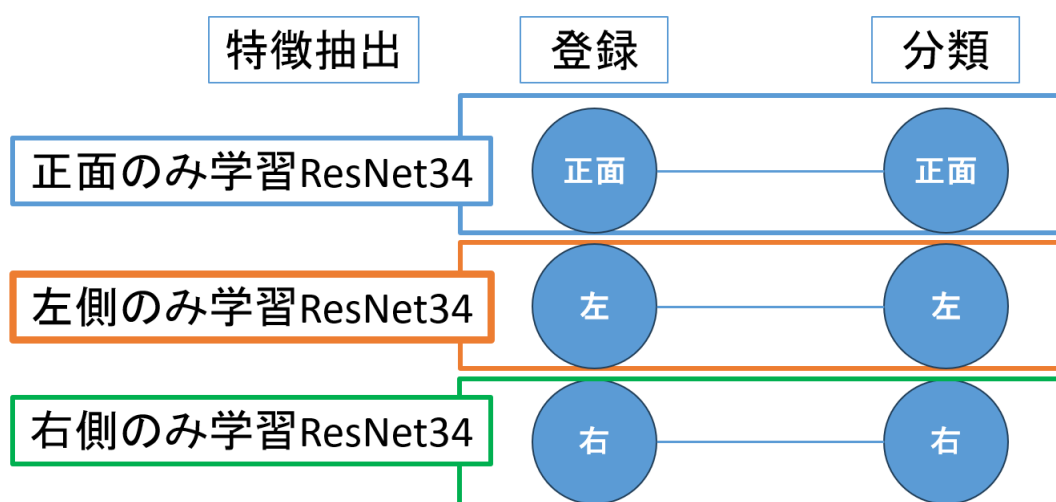 特徴抽出
登録
分類
正面のみ学習ResNet34
正面
正面
左側のみ学習ResNet34
左
左
右側のみ学習ResNet34
右
右